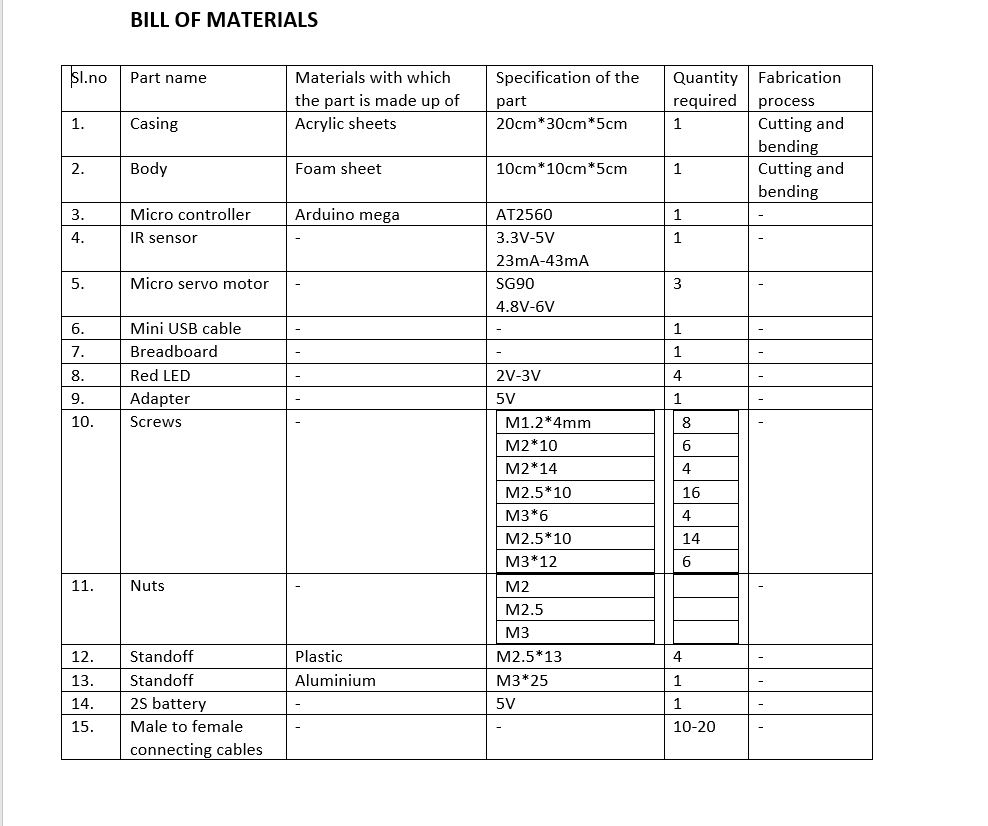 BILL OF MATERIALS
Sl.no Part name Materials with which the part is made up of Specification of the part Quantity required Fabrication process
1. Casing Acrylic sheets 20cm*30cm*5cm 1 Cutting and bending
2. Body Foam sheet 10cm*10cm*5cm 1 Cutting and bending
3. Micro controller Arduino mega AT2560 1 -
4. IR sensor - 3.3V-5V 23mA-43mA 1 -
5. Micro servo motor - SG90 4.8V-6V 3 -
6. Mini USB cable - - 1 -
7. Breadboard - - 1 -
8. Red LED - 2V-3V 4 -
9. Adapter - 5V 1 -
10. Screws - M1.2*4mm 8 -
M2*10 6
M2*14 4
M2.5*10 16
M3*6 4
M2.5*10 14
M3*12 6
11. Nuts - M2 -
M2.5
M3
12. Standoff Plastic M2.5*13 4 -
13. Standoff Aluminium M3*25 1 -
14. 2S battery - 5V 1 -
15. Male to female connecting cables - - 10-20 -